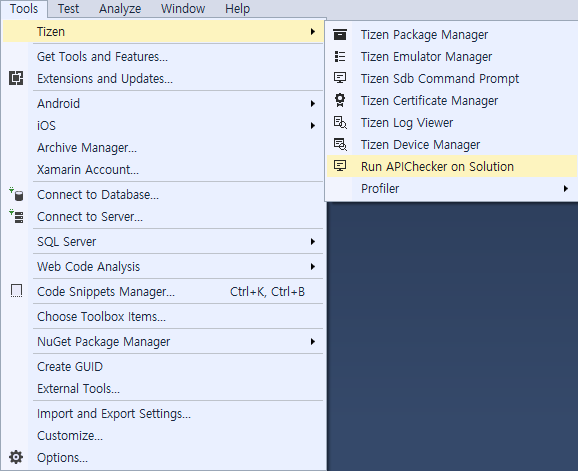 Tools Test Analyze Window Help
Tizen
Get Tools and Features...
Extensions and Updates...
Android
iOS
Archive Manager...
Xamarin Account...
Connect to Database...
Connect to Server...
SQL Server
Web Code Analysis
Code Snippets Manager... Ctrl+K, Ctrl+B
Choose Toolbox Items...
NuGet Package Manager
Create GUID
External Tools...
Import and Export Settings...
Customize...
Options...
Tizen Package Manager
Tizen Emulator Manager
Tizen Sdb Command Prompt
Tizen Certificate Manager
Tizen Log Viewer
Tizen Device Manager
Run APIChecker on Solution
Profiler